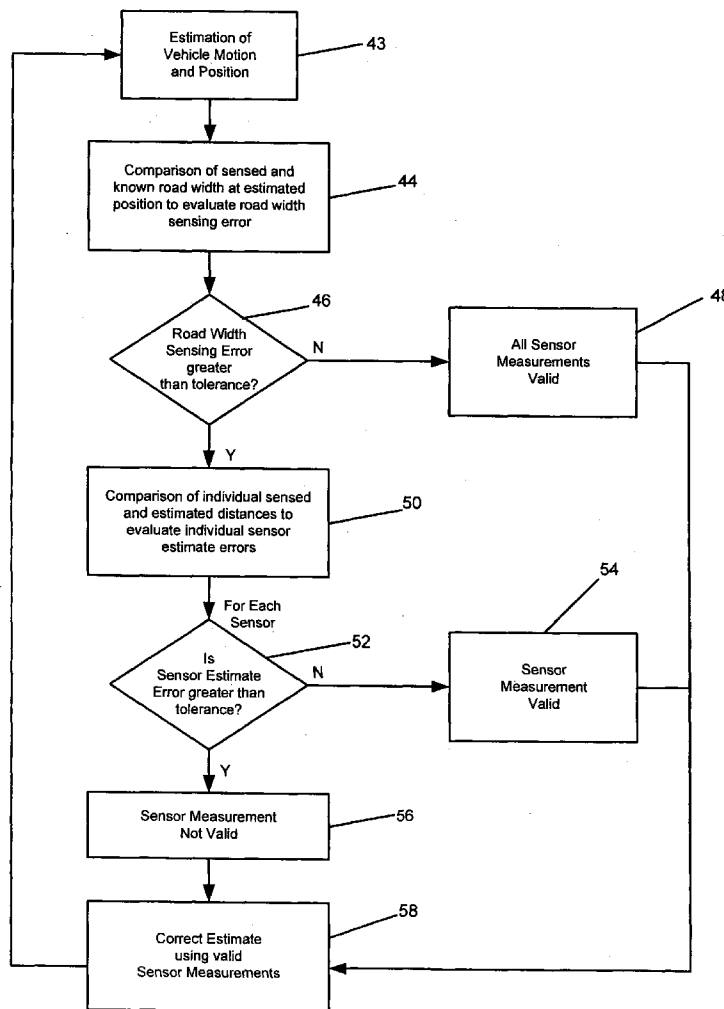 Estimation of
Vehicle Motion
and Position
43
Comparison of sensed and
known road width at estimated
position to evaluate road width
sensing error
44
46
Road Width
Sensing Error
greater
than tolerance?
N
Y
All Sensor
Measurements
Valid
48
Comparison of individual sensed
and estimated distances to
evaluate individual sensor
estimate errors
50
For Each
Sensor
52
Is
Sensor Estimate
Error greater than
tolerance?
N
Y
54
Sensor
Measurement
Valid
Sensor Measurement
Not Valid
56
Correct Estimate
using valid
Sensor Measurements
58